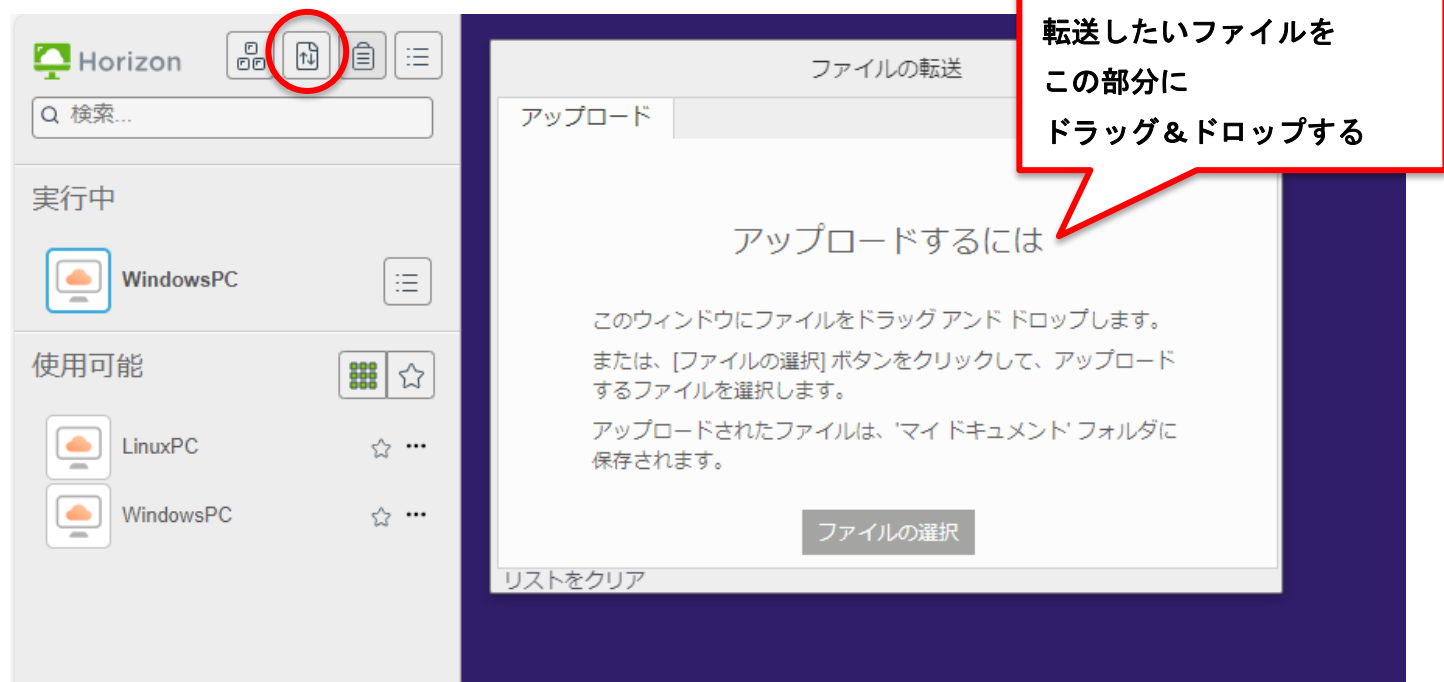 Horizon
検索...
実行中
WindowsPC
使用可能
LinuxPC
WindowsPC
転送したいファイルを
この部分に
ドラッグ＆ドロップする
ファイルの転送
アップロード
アップロードするには
このウィンドウにファイルをドラッグ アンド ドロップします。
または、[ファイルの選択] ボタンをクリックして、アップロード
するファイルを選択します。
アップロードされたファイルは、'マイ ドキュメント' フォルダに
保存されます。
ファイルの選択
リストをクリア